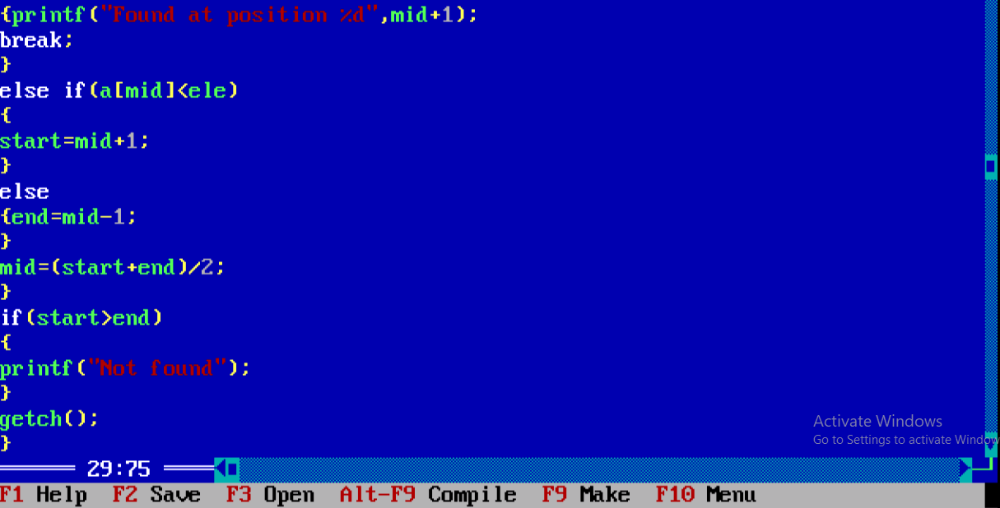 {printf("Found at position %d",mid+1);
break;
}
else if(a[mid]<ele)
{
start=mid+1;
}
else
{end=mid-1;
}
mid=(start+end)/2;
}
if(start>end)
{
printf("Not found");
}
getch();
}
Activate Windows
Go to Settings to activate Window
29:75
F1 Help F2 Save F3 Open Alt-F9 Compile F9 Make F10 Menu